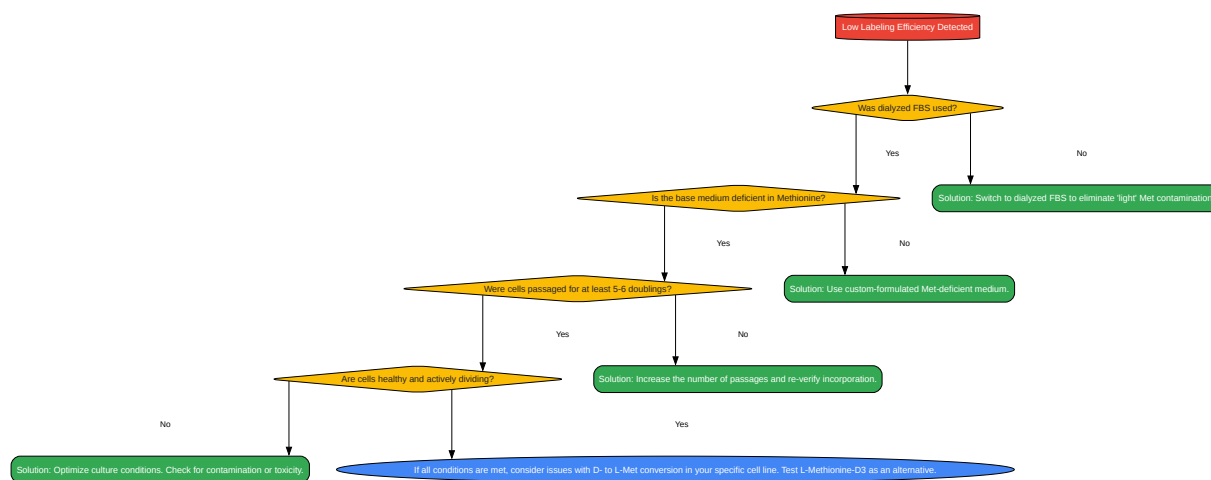 Low Labeling Efficiency Detected
Was dialyzed FBS used?
Yes
No
Is the base medium deficient in Methionine?
Solution: Switch to dialyzed FBS to eliminate 'light' Met contamination
Yes
No
Were cells passaged for at least 5-6 doublings?
Solution: Use custom-formulated Met-deficient medium.
Yes
No
Are cells healthy and actively dividing?
Solution: Increase the number of passages and re-verify incorporation.
No
Yes
Solution: Optimize culture conditions. Check for contamination or toxicity.
If all conditions are met, consider issues with D- to L-Met conversion in your specific cell line. Test L-Methionine-D3 as an alternative.